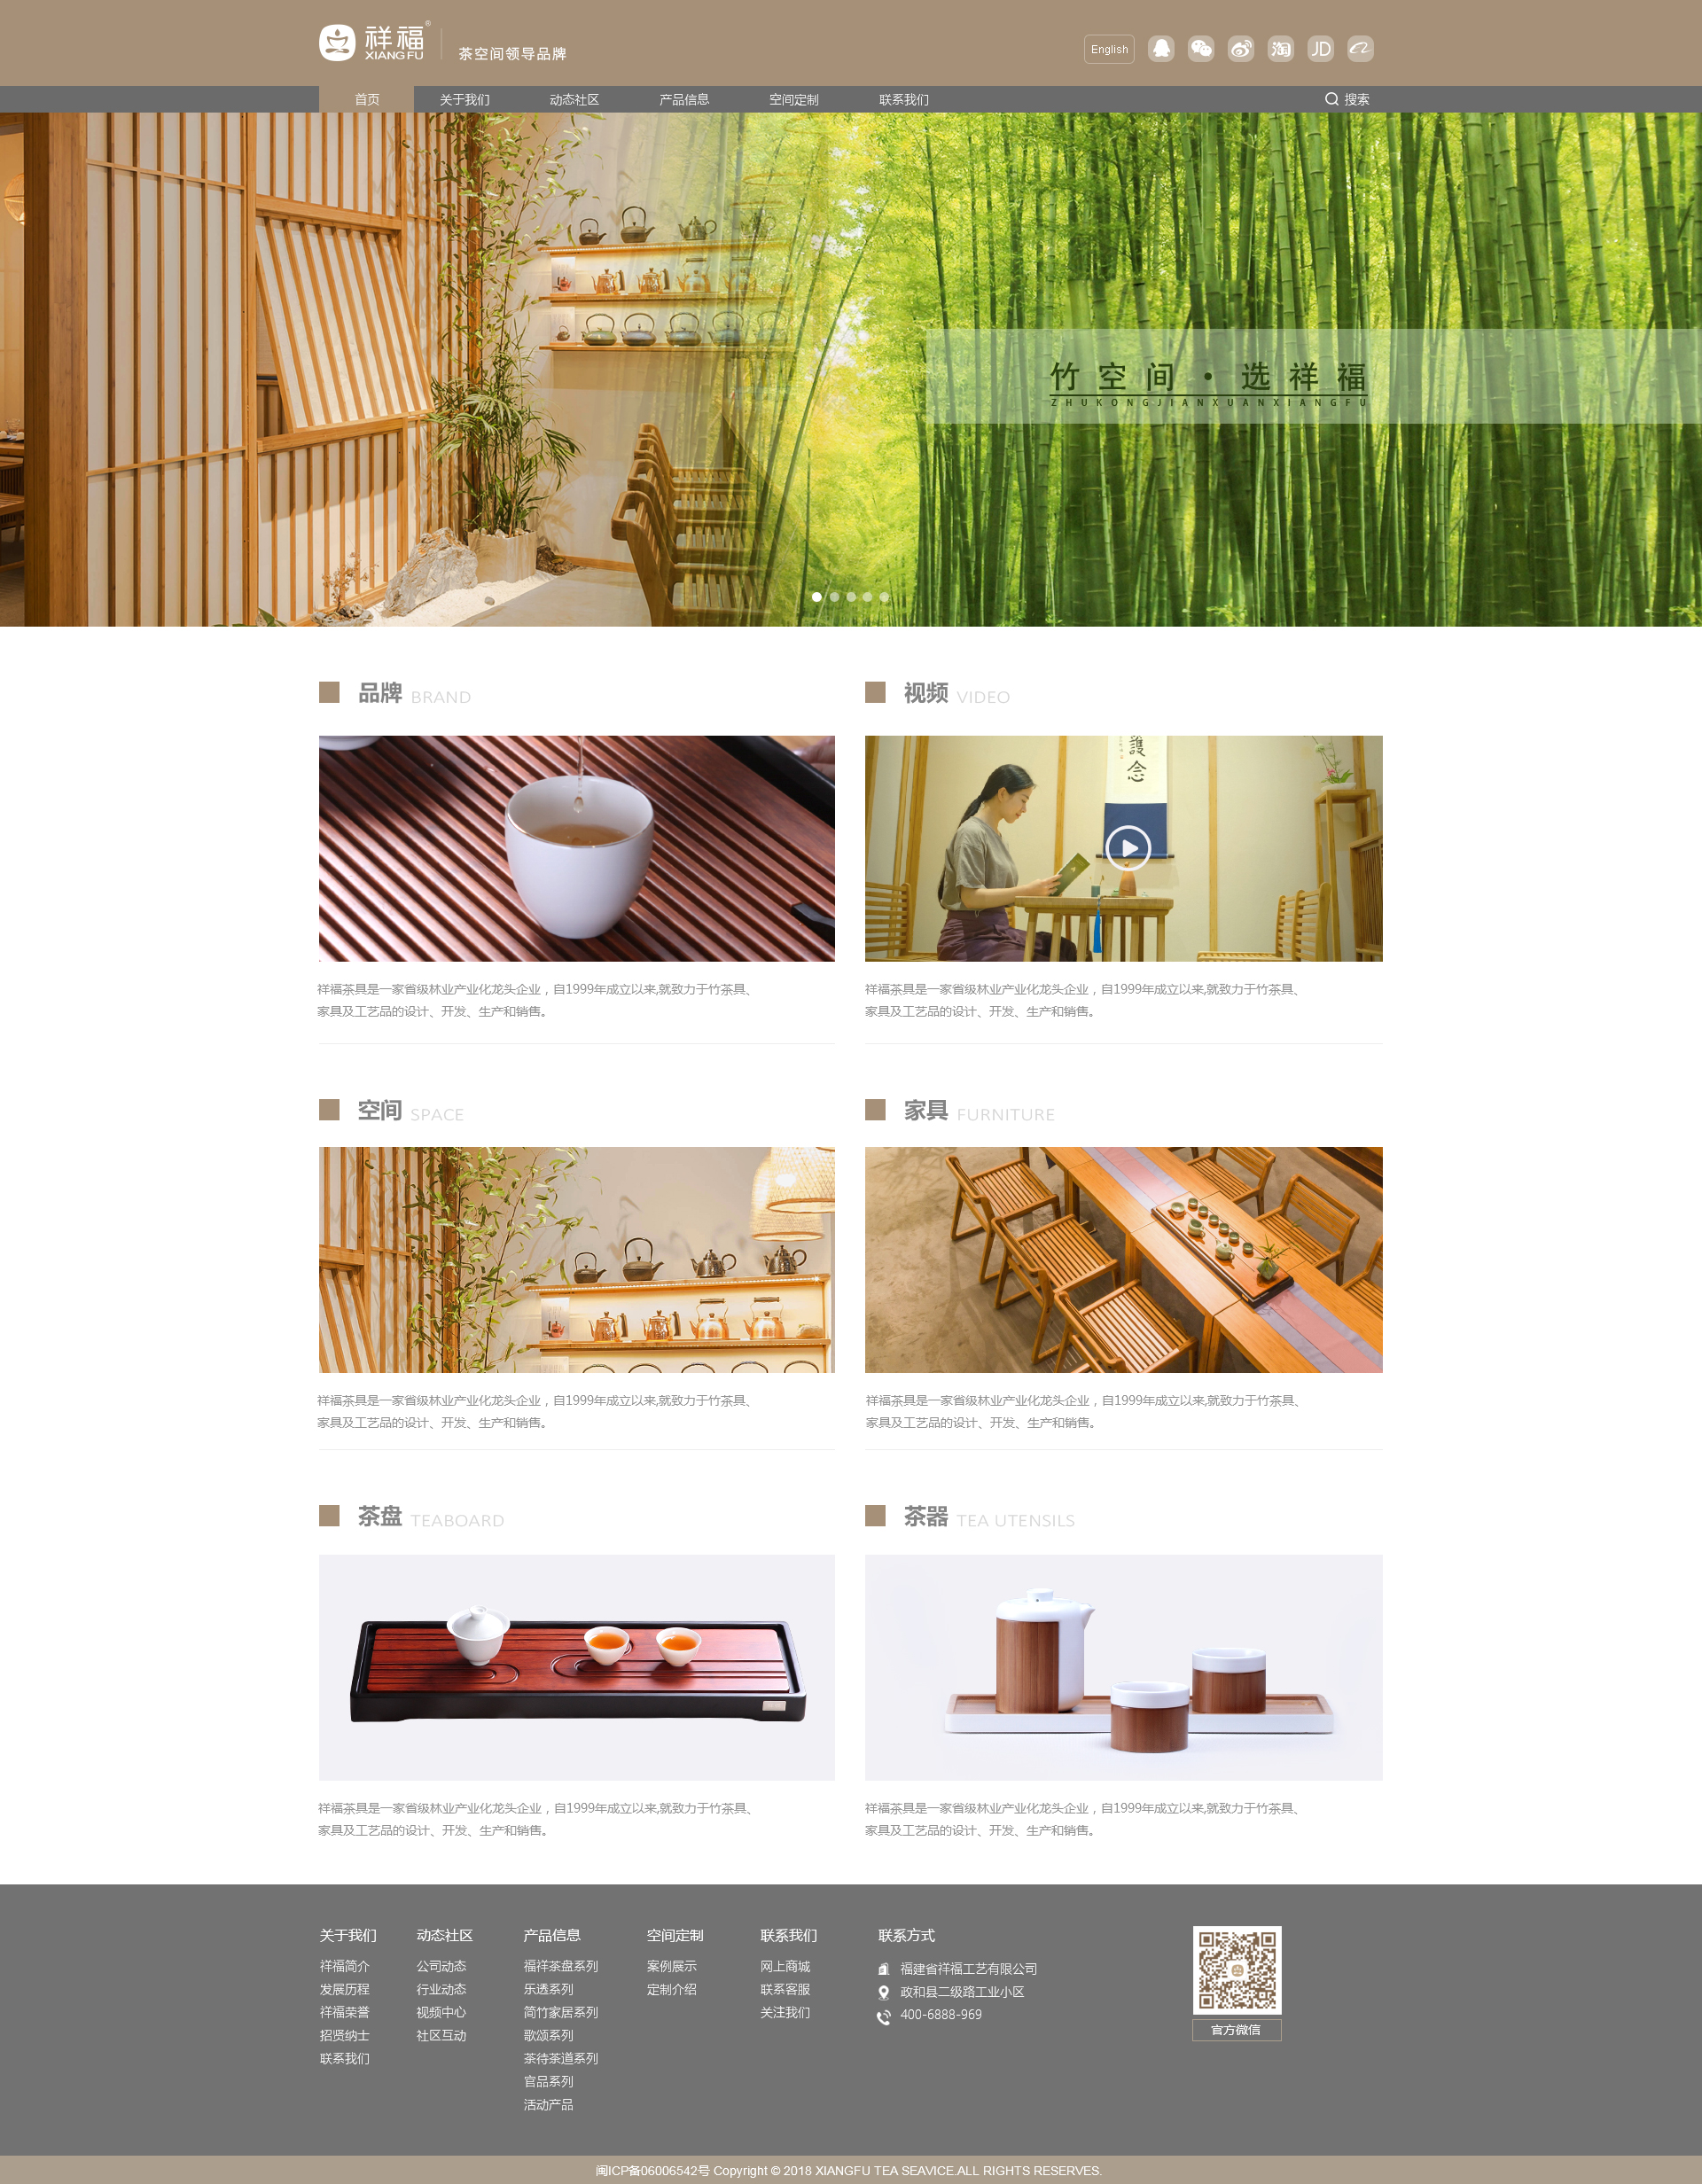 祥福®
XIANGFU
茶空间领导品牌
English
淘
JD
首页 关于我们 动态社区 产品信息 空间定制 联系我们 搜索
竹空间·选祥福
ZHUKONGJIANXUANXIANGFU
品牌 BRAND
视频 VIDEO
護念
祥福茶具是一家省级林业产业化龙头企业，自1999年成立以来,就致力于竹茶具、
家具及工艺品的设计、开发、生产和销售。
祥福茶具是一家省级林业产业化龙头企业，自1999年成立以来,就致力于竹茶具、
家具及工艺品的设计、开发、生产和销售。
空间 SPACE
家具 FURNITURE
祥福茶具是一家省级林业产业化龙头企业，自1999年成立以来,就致力于竹茶具、
家具及工艺品的设计、开发、生产和销售。
祥福茶具是一家省级林业产业化龙头企业，自1999年成立以来,就致力于竹茶具、
家具及工艺品的设计、开发、生产和销售。
茶盘 TEABOARD
茶器 TEA UTENSILS
祥福茶具是一家省级林业产业化龙头企业，自1999年成立以来,就致力于竹茶具、
家具及工艺品的设计、开发、生产和销售。
祥福茶具是一家省级林业产业化龙头企业，自1999年成立以来,就致力于竹茶具、
家具及工艺品的设计、开发、生产和销售。
关于我们
祥福简介
发展历程
祥福荣誉
招贤纳士
联系我们
动态社区
公司动态
行业动态
视频中心
社区互动
产品信息
福祥茶盘系列
乐透系列
简竹家居系列
歌颂系列
茶待茶道系列
官品系列
活动产品
空间定制
案例展示
定制介绍
联系我们
网上商城
联系客服
关注我们
联系方式
福建省祥福工艺有限公司
政和县二级路工业小区
400-6888-969
官方微信
闽ICP备06006542号 Copyright © 2018 XIANGFU TEA SEAVICE.ALL RIGHTS RESERVES.